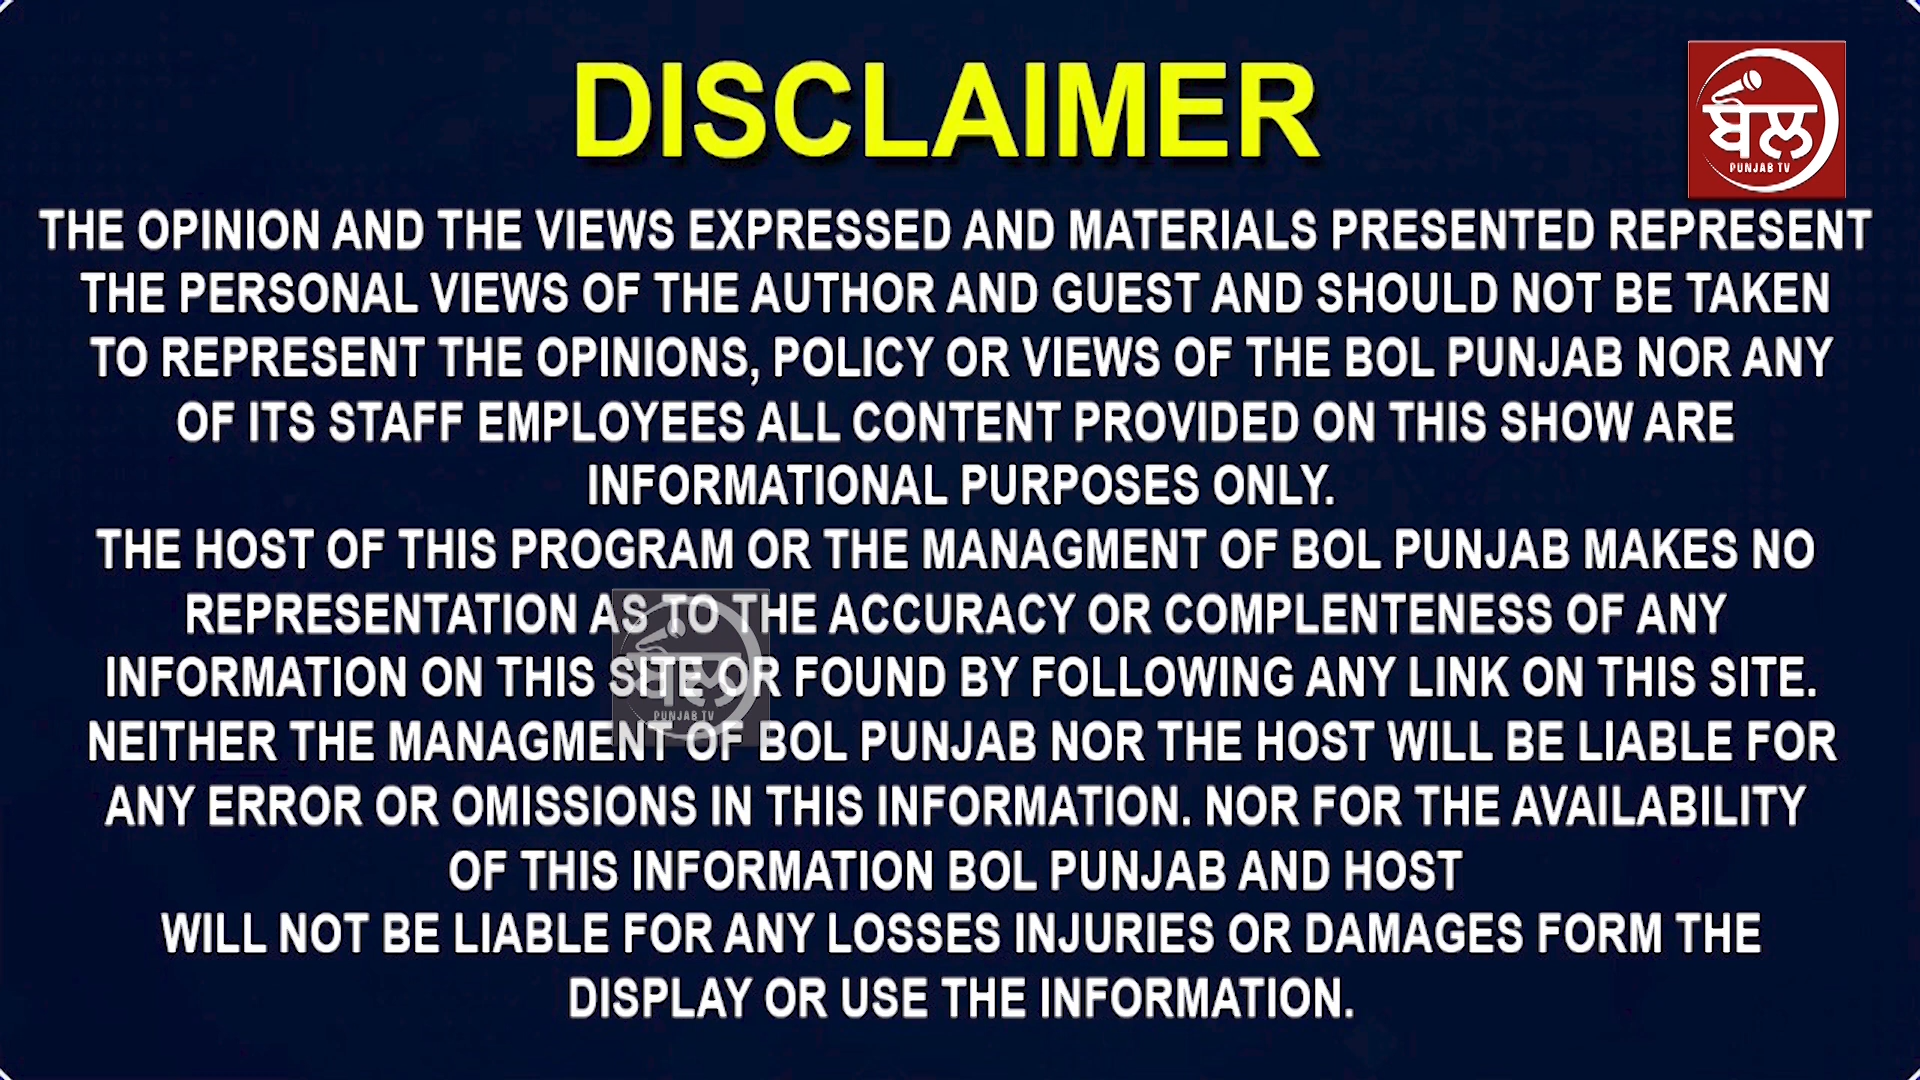 DISCLAIMER
ਬੋਲ
PUNJAB TV
THE OPINION AND THE VIEWS EXPRESSED AND MATERIALS PRESENTED REPRESENT
THE PERSONAL VIEWS OF THE AUTHOR AND GUEST AND SHOULD NOT BE TAKEN
TO REPRESENT THE OPINIONS, POLICY OR VIEWS OF THE BOL PUNJAB NOR ANY
OF ITS STAFF EMPLOYEES ALL CONTENT PROVIDED ON THIS SHOW ARE
INFORMATIONAL PURPOSES ONLY.
THE HOST OF THIS PROGRAM OR THE MANAGMENT OF BOL PUNJAB MAKES NO
REPRESENTATION AS TO THE ACCURACY OR COMPLENTENESS OF ANY
INFORMATION ON THIS SITE OR FOUND BY FOLLOWING ANY LINK ON THIS SITE.
ਬੋਲ
PUNJAB TV
NEITHER THE MANAGMENT OF BOL PUNJAB NOR THE HOST WILL BE LIABLE FOR
ANY ERROR OR OMISSIONS IN THIS INFORMATION. NOR FOR THE AVAILABILITY
OF THIS INFORMATION BOL PUNJAB AND HOST
WILL NOT BE LIABLE FOR ANY LOSSES INJURIES OR DAMAGES FORM THE
DISPLAY OR USE THE INFORMATION.